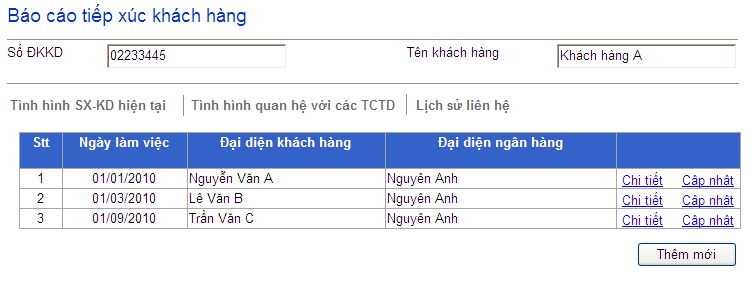 Báo cáo tiếp xúc khách hàng
Số ĐKKD 02233445 Tên khách hàng Khách hàng A
Tình hình SX-KD hiện tại Tình hình quan hệ với các TCTD Lịch sử liên hệ
Stt Ngày làm việc Đại diện khách hàng Đại diện ngân hàng
1 01/01/2010 Nguyễn Văn A Nguyên Anh Chi tiết Cập nhật
2 01/03/2010 Lê Văn B Nguyên Anh Chi tiết Cập nhật
3 01/09/2010 Trần Văn C Nguyên Anh Chi tiết Cập nhật
Thêm mới